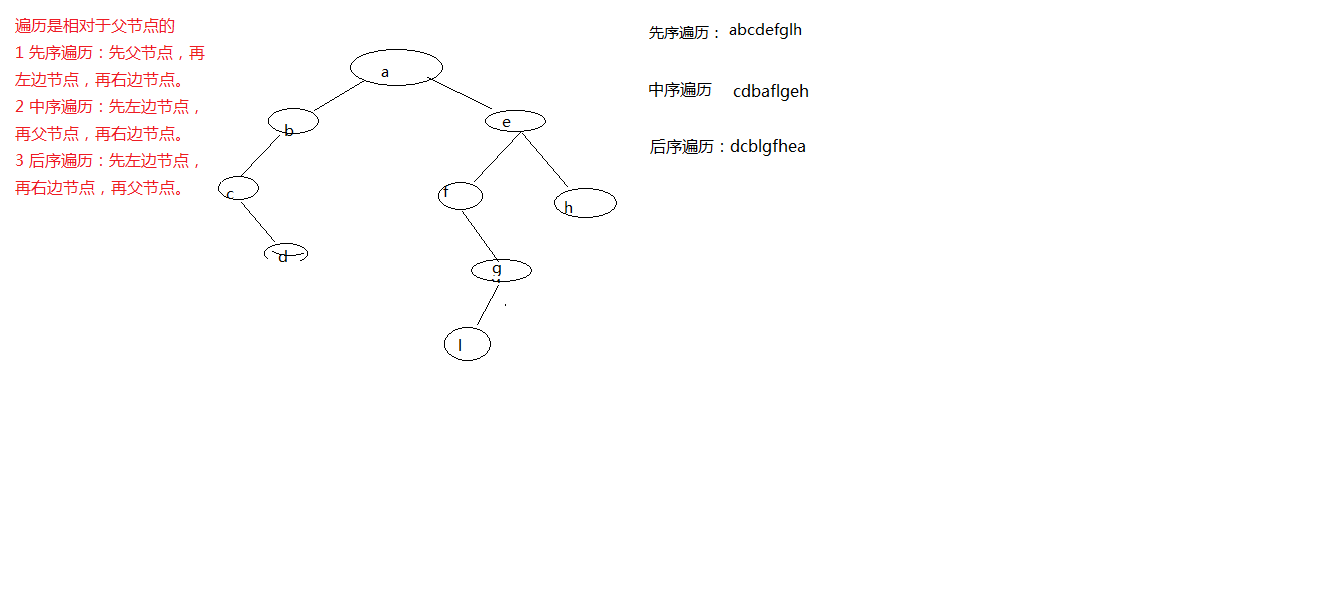 遍历是相对于父节点的
1 先序遍历：先父节点，再
左边节点，再右边节点。
2 中序遍历：先左边节点，
再父节点，再右边节点。
3 后序遍历：先左边节点，
再右边节点，再父节点。
a
b
e
c
f
h
d
g
l
先序遍历： abcdefglh
中序遍历 cdbaflgeh
后序遍历：dcblgfhea